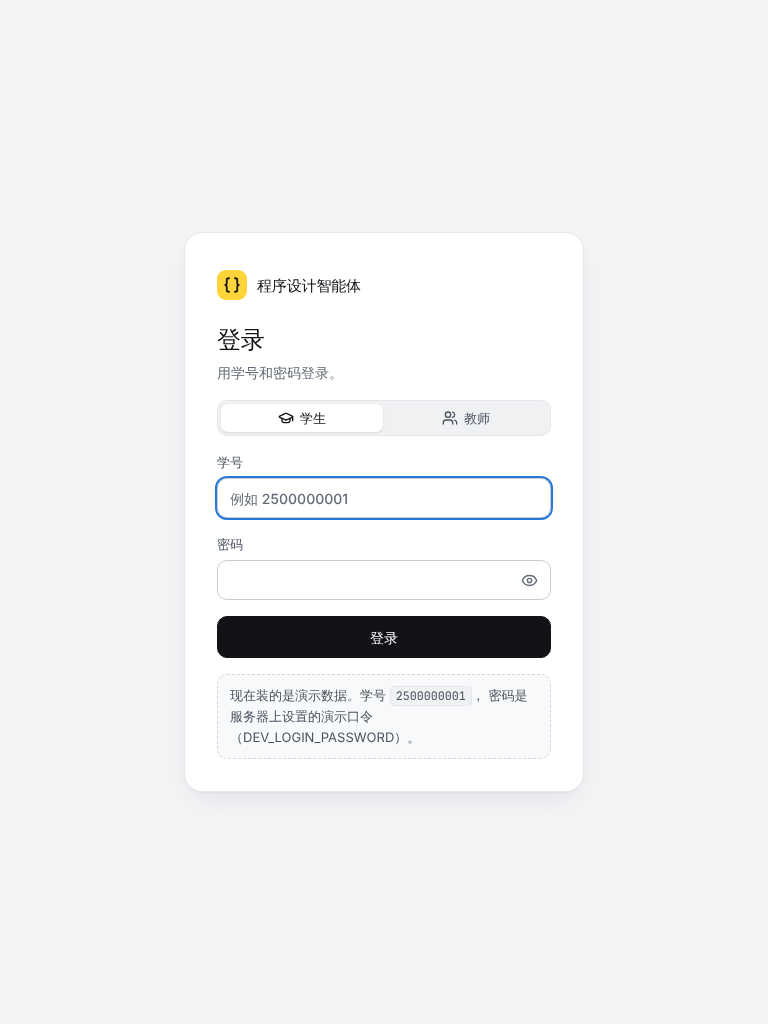 {} 程序设计智能体
登录
用学号和密码登录。
学生 教师
学号
例如 2500000001
密码
登录
现在装的是演示数据。学号 2500000001 ， 密码是
服务器上设置的演示口令
（DEV_LOGIN_PASSWORD）。